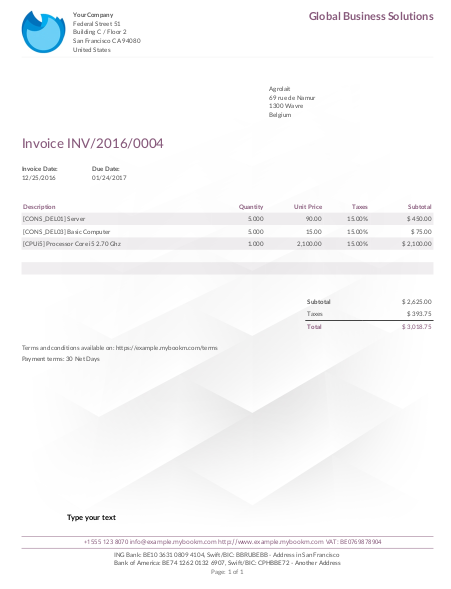 YourCompany
Global Business Solutions
Federal Street 51
Building C / Floor 2
San Francisco CA 94080
United States
Agrolait
69 rue de Namur
1300 Wavre
Belgium
Invoice INV/2016/0004
Invoice Date: Due Date:
12/25/2016 01/24/2017
Description Quantity Unit Price Taxes Subtotal
[CONS_DEL01] Server 5.000 90.00 15.00% $ 450.00
[CONS_DEL03] Basic Computer 5.000 15.00 15.00% $ 75.00
[CPUi5] Processor Core i5 2.70 Ghz 1.000 2,100.00 15.00% $ 2,100.00
Subtotal $ 2,625.00
Taxes $ 393.75
Total $ 3,018.75
Terms and conditions available on: https://example.mybookm.com/terms
Payment terms: 30 Net Days
Type your text
+1555 123 8070 info@example.mybookm.com http://www.example.mybookm.com VAT: BE0769878904
ING Bank: BE10 3631 0809 4104, Swift/BIC: BBRUBEBB - Address in San Francisco
Bank of America: BE74 1262 0132 6907, Swift/BIC: CPHBBE72 - Another Address
Page: 1 of 1